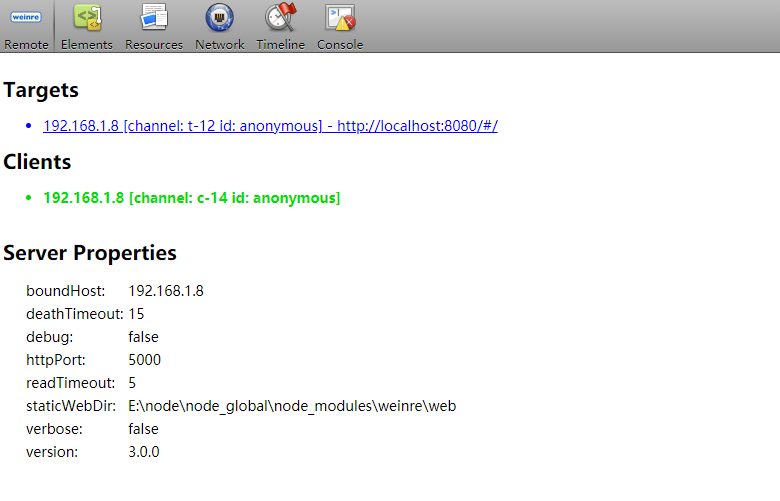 weinre
Remote Elements Resources Network Timeline Console
Targets
192.168.1.8 [channel: t-12 id: anonymous] - http://localhost:8080/#/
Clients
192.168.1.8 [channel: c-14 id: anonymous]
Server Properties
boundHost: 192.168.1.8
deathTimeout: 15
debug: false
httpPort: 5000
readTimeout: 5
staticWebDir: E:\node\node_global\node_modules\weinre\web
verbose: false
version: 3.0.0